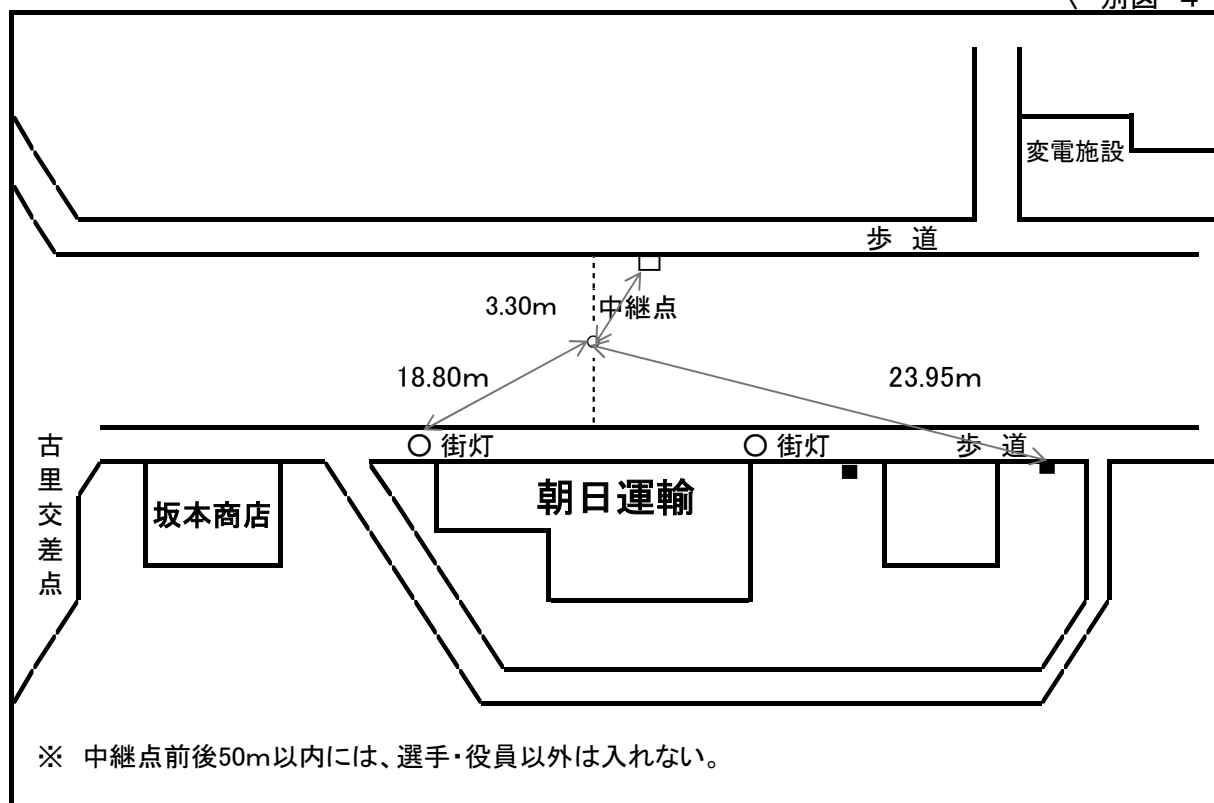 別図 4
変電施設
歩 道
3.30m
中継点
18.80m
23.95m
街灯
街灯
歩 道
古里交差点
坂本商店
朝日運輸
※ 中継点前後50m以内には、選手・役員以外は入れない。